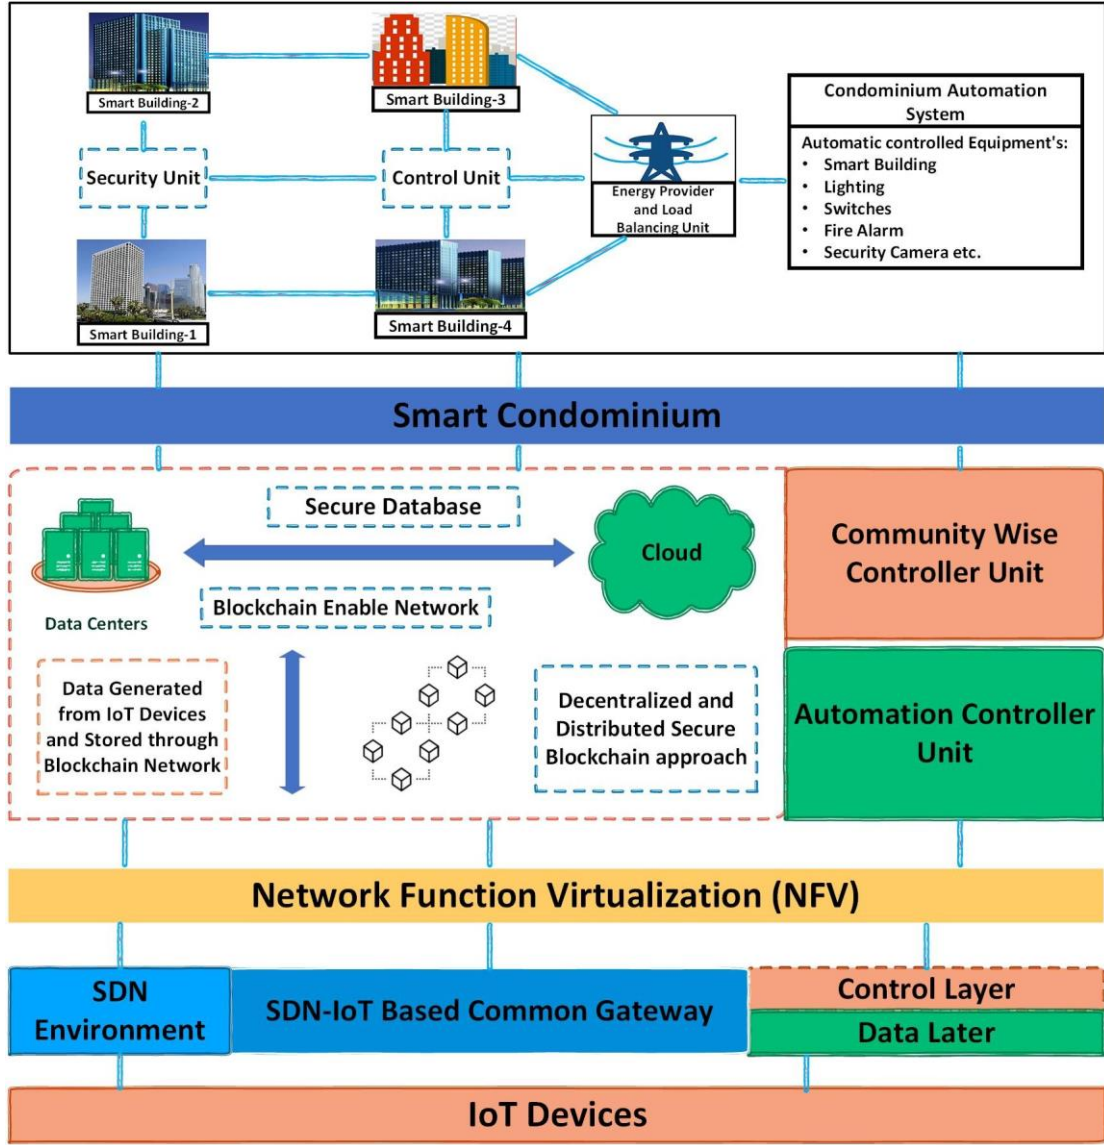 Smart Building-2
Smart Building-3
Condominium Automation
System
Automatic controlled Equipment's:
• Smart Building
• Lighting
• Switches
• Fire Alarm
• Security Camera etc.
Security Unit
Control Unit
Energy Provider
and Load
Balancing Unit
Smart Building-1
Smart Building-4
Smart Condominium
Secure Database
Data Centers
Cloud
Blockchain Enable Network
Community Wise
Controller Unit
Data Generated
from IoT Devices
and Stored through
Blockchain Network
Decentralized and
Distributed Secure
Blockchain approach
Automation Controller
Unit
Network Function Virtualization (NFV)
SDN
Environment
SDN-IoT Based Common Gateway
Control Layer
Data Later
IoT Devices